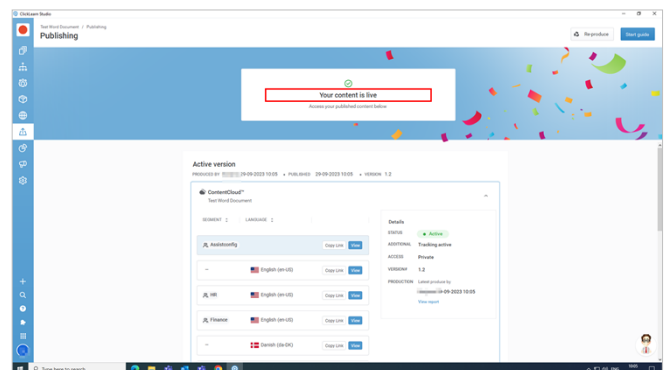 ClickLearn Studio
Test Word Document / Publishing
Publishing
Re-produce
Start guide
Your content is live
Access your published content below
Active version
PRODUCED BY 29-09-2023 10:05 • PUBLISHED 29-09-2023 10:05 • VERSION 1.2
ContentCloud™
Test Word Document
SEGMENT LANGUAGE
Assistconfig Copy Link View
– English (en-US) Copy Link View
HR English (en-US) Copy Link View
Finance English (en-US) Copy Link View
– Danish (da-DK) Copy Link View
Details
STATUS Active
ADDITIONAL Tracking active
ACCESS Private
VERSION# 1.2
PRODUCTION Latest produce by
29-09-2023 10:05
View report
Type here to search